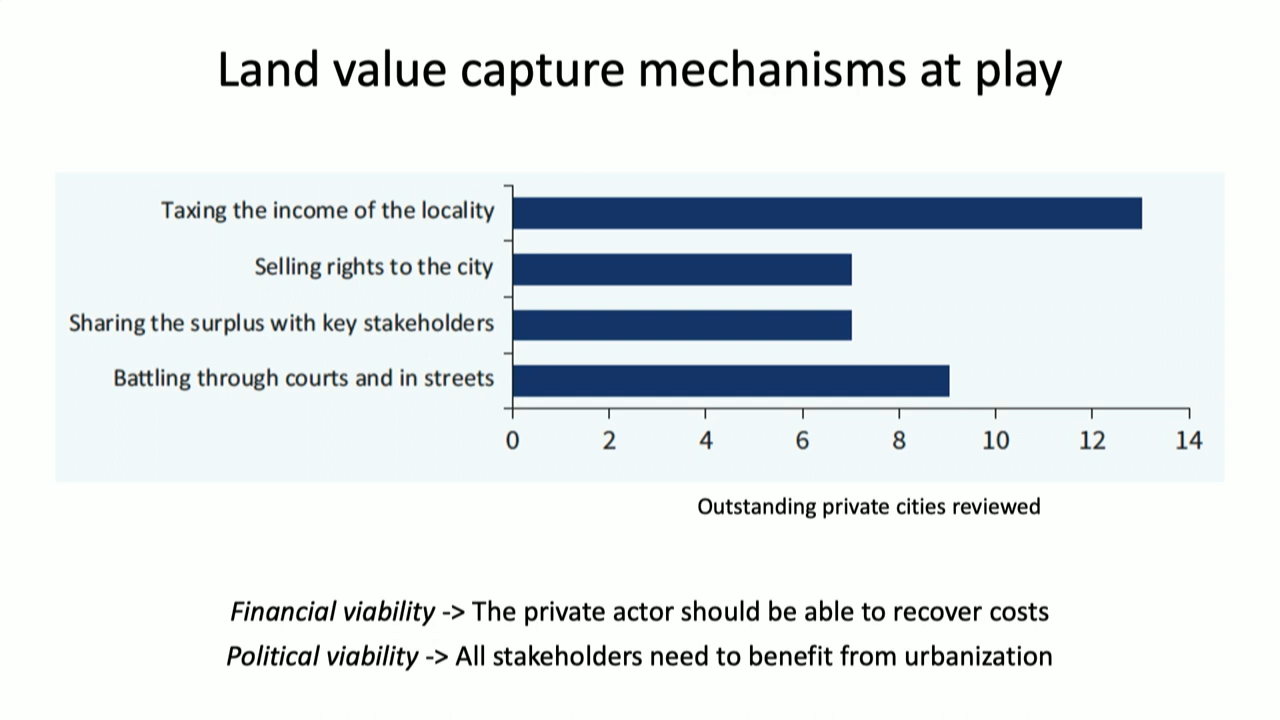 Land value capture mechanisms at play
Taxing the income of the locality
Selling rights to the city
Sharing the surplus with key stakeholders
Battling through courts and in streets
0 2 4 6 8 10 12 14
Outstanding private cities reviewed
Financial viability -> The private actor should be able to recover costs
Political viability -> All stakeholders need to benefit from urbanization